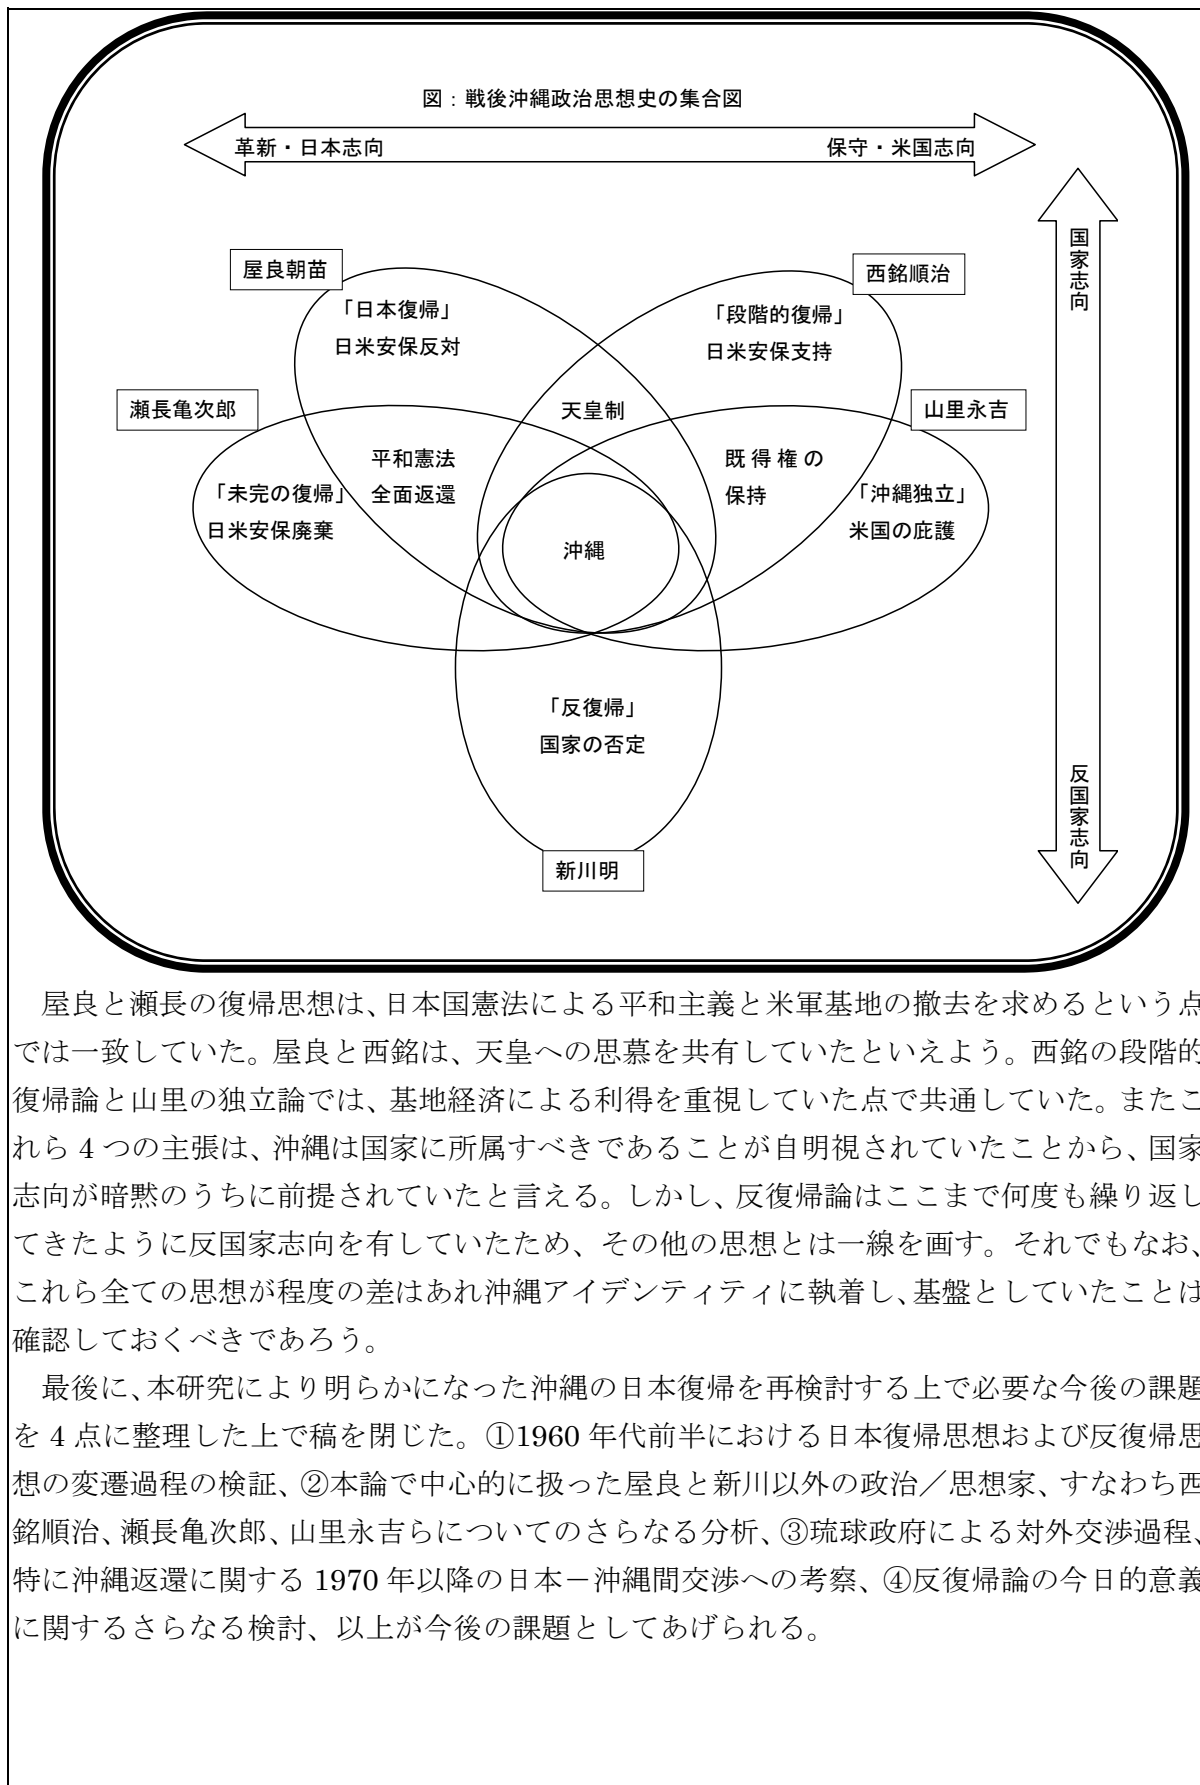 図：戦後沖縄政治思想史の集合図
革新・日本志向
保守・米国志向
国家志向
屋良朝苗
西銘順治
「日本復帰」
日米安保反対
「段階的復帰」
日米安保支持
瀬長亀次郎
天皇制
山里永吉
平和憲法
全面返還
既得権の
保持
「未完の復帰」
日米安保廃棄
「沖縄独立」
米国の庇護
沖縄
「反復帰」
国家の否定
反国家志向
新川明
屋良と瀬長の復帰思想は、日本国憲法による平和主義と米軍基地の撤去を求めるという点
では一致していた。屋良と西銘は、天皇への思慕を共有していたといえよう。西銘の段階的
復帰論と山里の独立論では、基地経済による利得を重視していた点で共通していた。またこ
れら 4 つの主張は、沖縄は国家に所属すべきであることが自明視されていたことから、国家
志向が暗黙のうちに前提されていたと言える。しかし、反復帰論はここまで何度も繰り返し
てきたように反国家志向を有していたため、その他の思想とは一線を画す。それでもなお、
これら全ての思想が程度の差はあれ沖縄アイデンティティに執着し、基盤としていたことは
確認しておくべきであろう。
最後に、本研究により明らかになった沖縄の日本復帰を再検討する上で必要な今後の課題
を 4 点に整理した上で稿を閉じた。①1960 年代前半における日本復帰思想および反復帰思
想の変遷過程の検証、②本論で中心的に扱った屋良と新川以外の政治／思想家、すなわち西
銘順治、瀬長亀次郎、山里永吉らについてのさらなる分析、③琉球政府による対外交渉過程、
特に沖縄返還に関する 1970 年以降の日本－沖縄間交渉への考察、④反復帰論の今日的意義
に関するさらなる検討、以上が今後の課題としてあげられる。